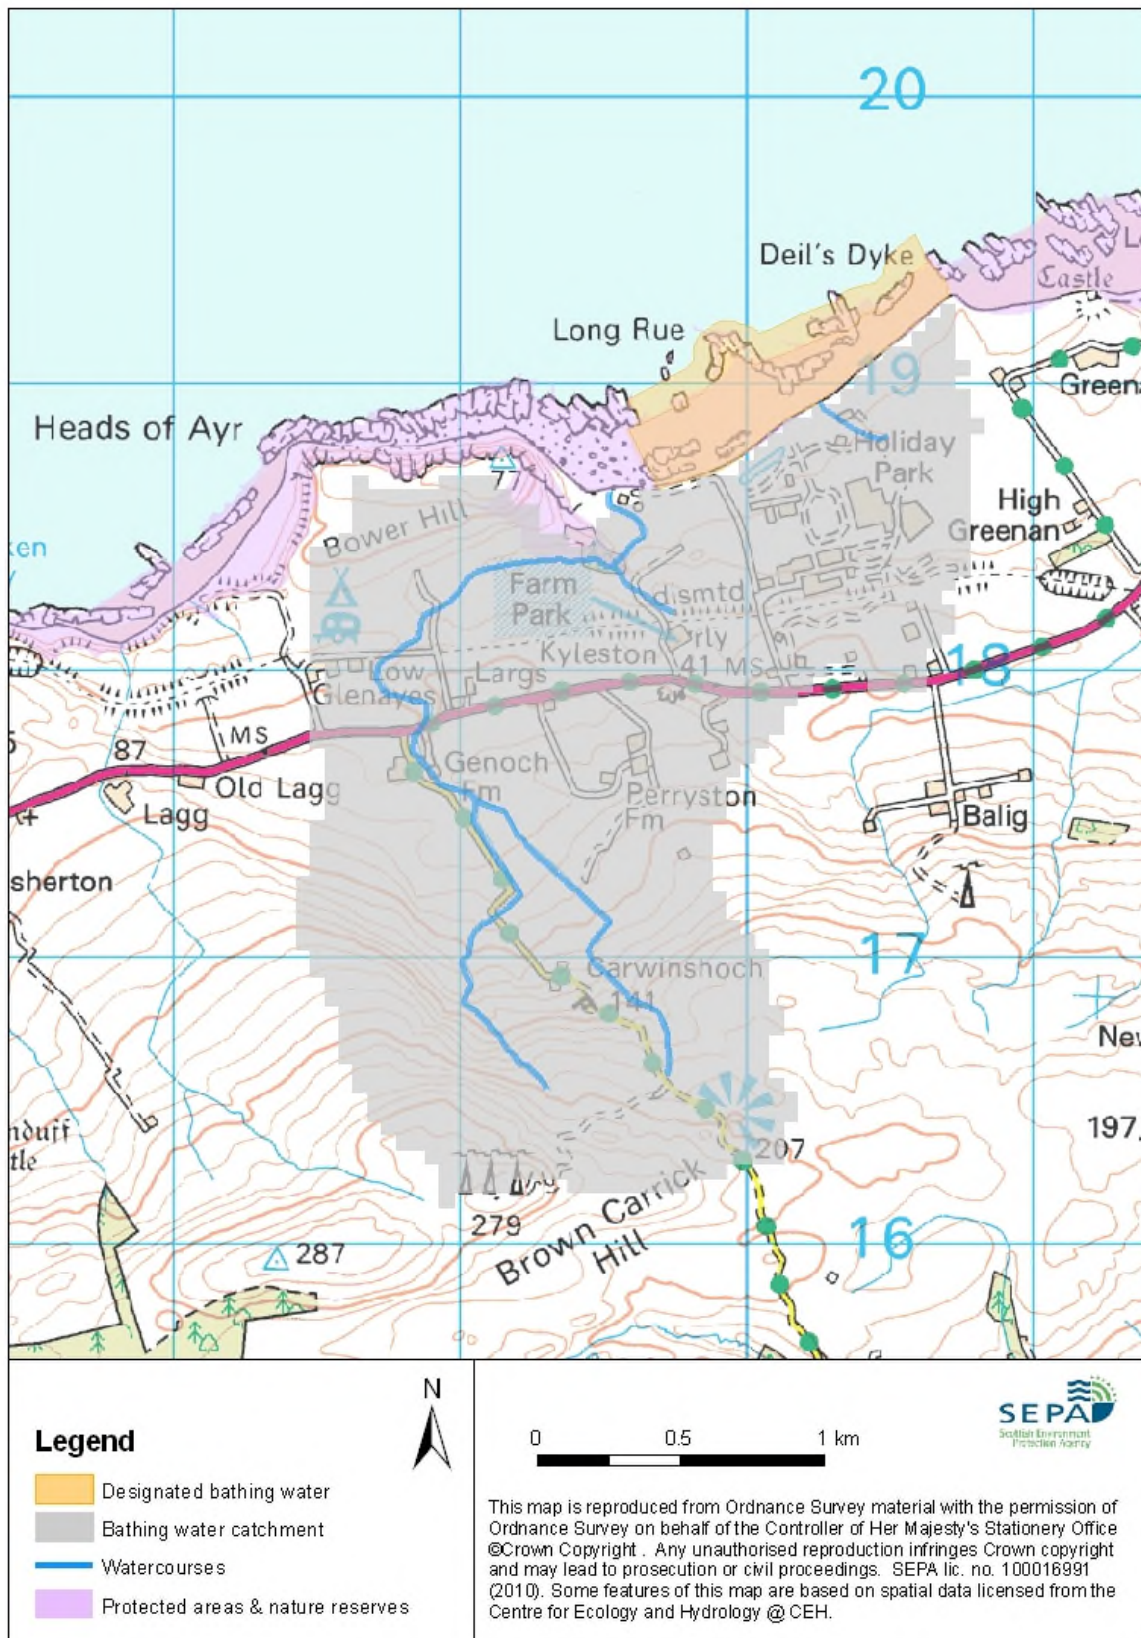 20
Deil's Dyke
Castle
Long Rue
19
Heads of Ayr
Holiday
Park
High
Greenan
Bower Hill
Farm
Park
dismtd
rly
Kyleston
41 MS
18
Low
Glenayes
Largs
MS
87
Old Lagg
Lagg
Genoch
Fm
Perryston
Fm
Balig
17
Carwinshoch
141
207
197
279
Brown Carrick
Hill
16
287
Legend
N
Designated bathing water
Bathing water catchment
Watercourses
Protected areas & nature reserves
0 0.5 1 km
SEPA
Scottish Environment
Protection Agency
This map is reproduced from Ordnance Survey material with the permission of
Ordnance Survey on behalf of the Controller of Her Majesty's Stationery Office
©Crown Copyright . Any unauthorised reproduction infringes Crown copyright
and may lead to prosecution or civil proceedings. SEPA lic. no. 100016991
(2010). Some features of this map are based on spatial data licensed from the
Centre for Ecology and Hydrology @ CEH.